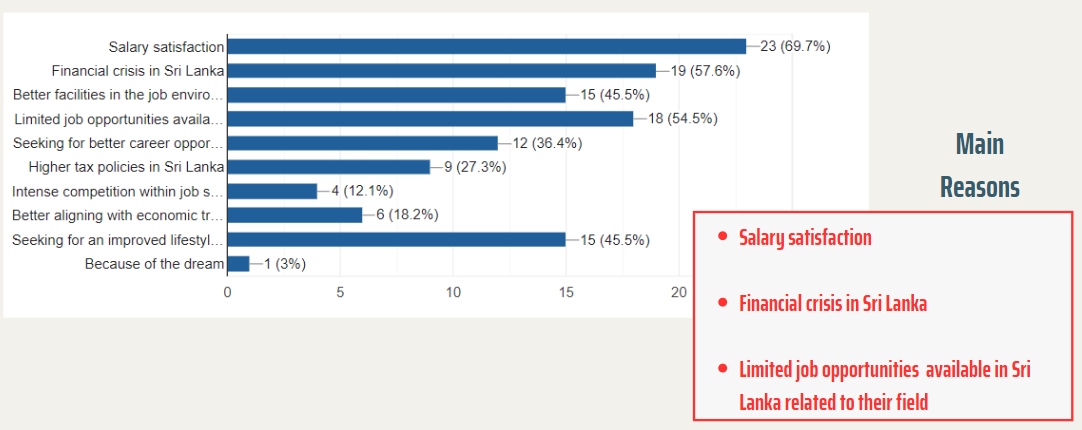 Salary satisfaction 23 (69.7%)
Financial crisis in Sri Lanka 19 (57.6%)
Better facilities in the job enviro… 15 (45.5%)
Limited job opportunities availa… 18 (54.5%)
Seeking for better career oppor… 12 (36.4%)
Higher tax policies in Sri Lanka 9 (27.3%)
Intense competition within job s… 4 (12.1%)
Better aligning with economic tr… 6 (18.2%)
Seeking for an improved lifestyl… 15 (45.5%)
Because of the dream 1 (3%)
0 5 10 15 20
Main
Reasons
• Salary satisfaction
• Financial crisis in Sri Lanka
• Limited job opportunities available in Sri
Lanka related to their field